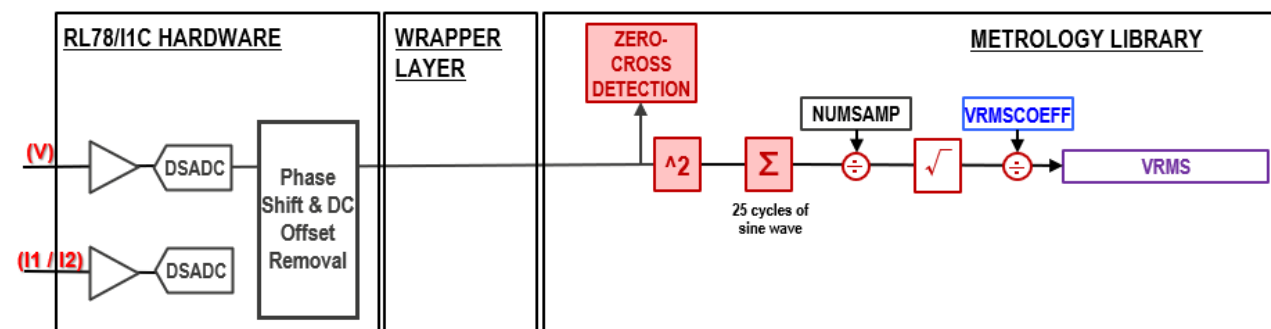 RL78/I1C HARDWARE
WRAPPER
LAYER
METROLOGY LIBRARY
ZERO-
CROSS
DETECTION
NUMSAMP
VRMSCOEFF
(V)
DSADC
Phase
Shift & DC
Offset
Removal
^2
Σ
÷
√
÷
VRMS
25 cycles of
sine wave
(I1 / I2)
DSADC